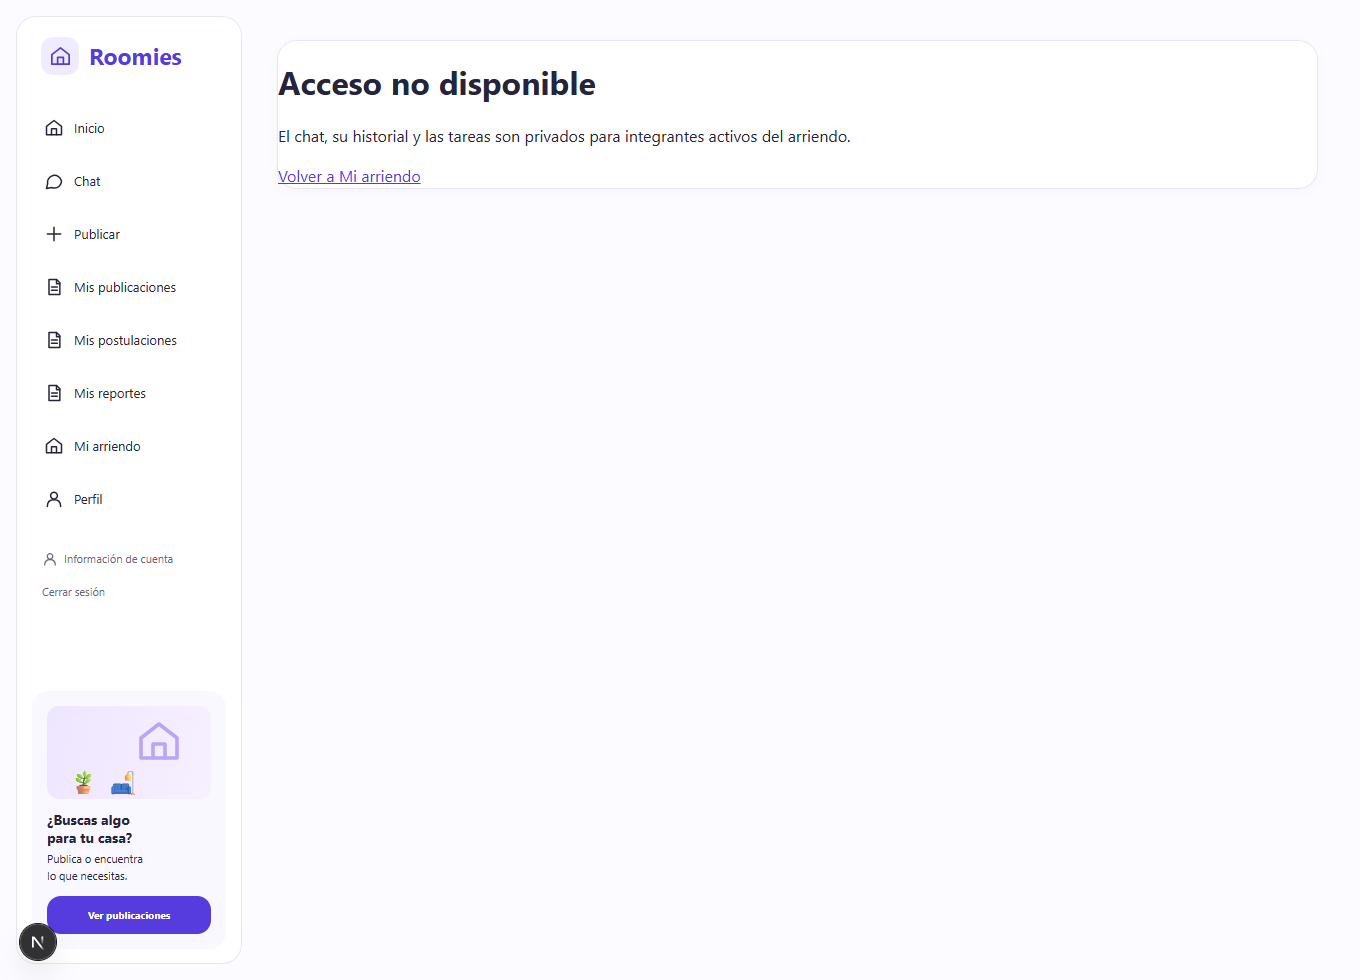 Roomies
Inicio
Chat
Publicar
Mis publicaciones
Mis postulaciones
Mis reportes
Mi arriendo
Perfil
Información de cuenta
Cerrar sesión
¿Buscas algo
para tu casa?
Publica o encuentra
lo que necesitas.
Ver publicaciones
N
Acceso no disponible
El chat, su historial y las tareas son privados para integrantes activos del arriendo.
Volver a Mi arriendo